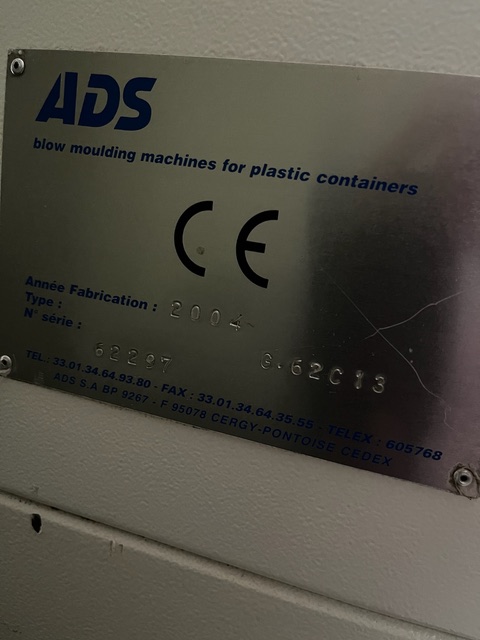 ADS
blow moulding machines for plastic containers
CE
Année Fabrication : 2004
Type :
N° série :
62297 G.62C13
TEL.: 33.01.34.64.93.80 - FAX : 33.01.34.64.35.55 - TELEX : 605768
ADS S.A BP 9267 - F 95078 CERGY-PONTOISE CEDEX